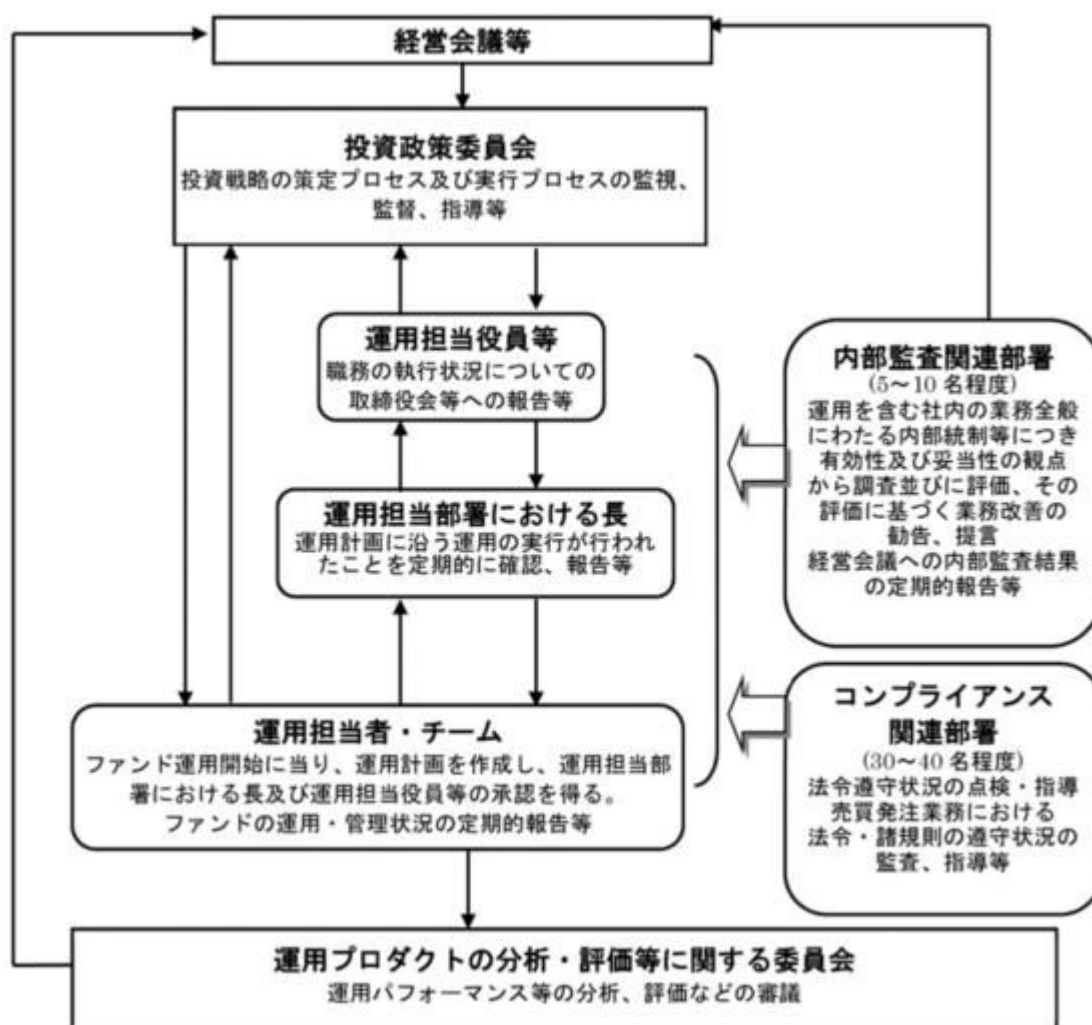 経営会議等
投資政策委員会
投資戦略の策定プロセス及び実行プロセスの監視、
監督、指導等
運用担当役員等
職務の執行状況についての
取締役会等への報告等
運用担当部署における長
運用計画に沿う運用の実行が行われ
たことを定期的に確認、報告等
運用担当者・チーム
ファンド運用開始に当り、運用計画を作成し、運用担当部
署における長及び運用担当役員等の承認を得る。
ファンドの運用・管理状況の定期的報告等
内部監査関連部署
(5～10 名程度)
運用を含む社内の業務全般
にわたる内部統制等につき
有効性及び妥当性の観点
から調査並びに評価、その
評価に基づく業務改善の
勧告、提言
経営会議への内部監査結果
の定期的報告等
コンプライアンス
関連部署
(30～40 名程度)
法令遵守状況の点検・指導
売買発注業務における
法令・諸規則の遵守状況の
監査、指導等
運用プロダクトの分析・評価等に関する委員会
運用パフォーマンス等の分析、評価などの審議